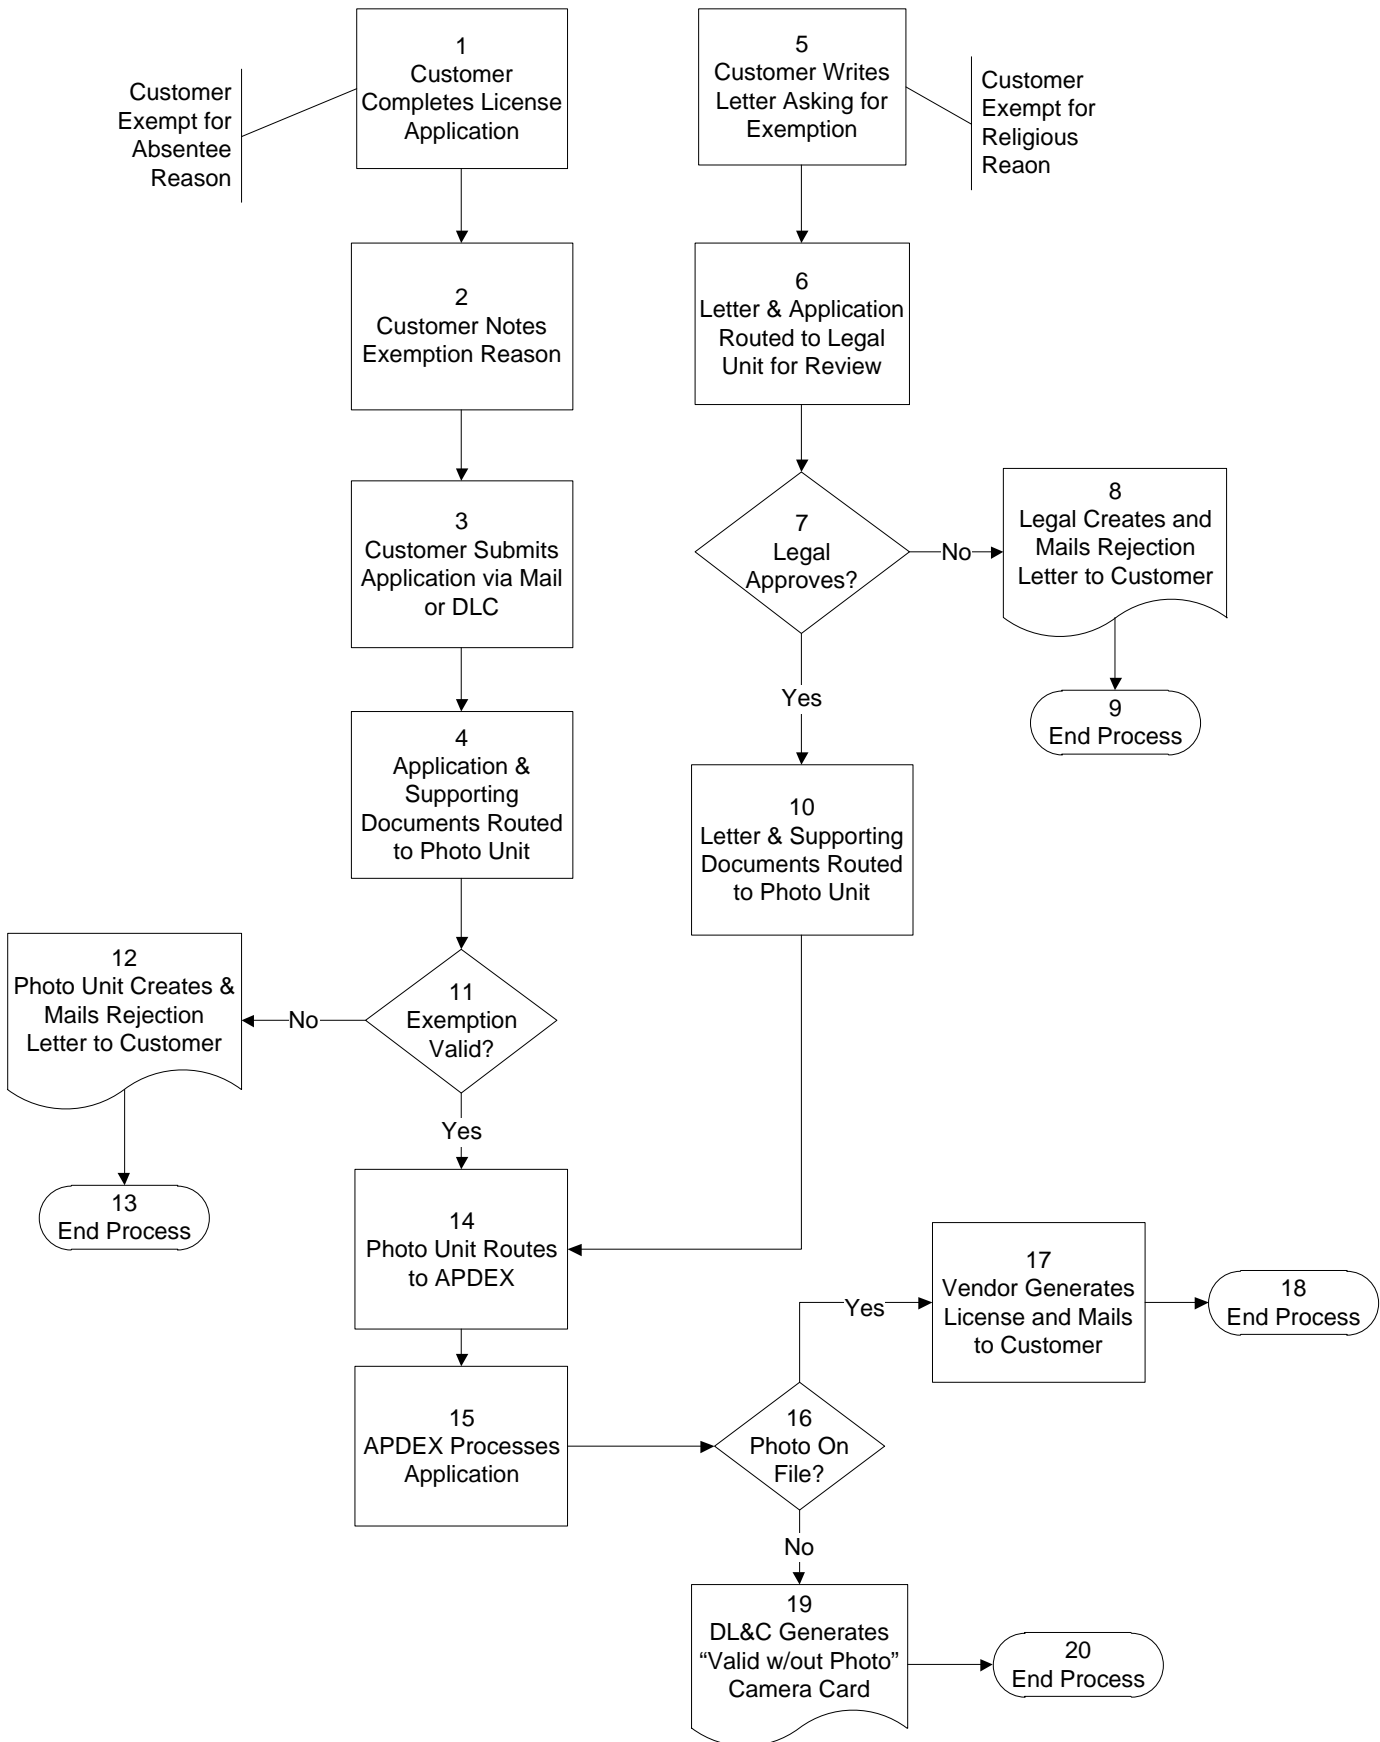 1
Customer
Completes License
Application
Customer
Exempt for
Absentee
Reason
5
Customer Writes
Letter Asking for
Exemption
Customer
Exempt for
Religious
Reaon
2
Customer Notes
Exemption Reason
6
Letter & Application
Routed to Legal
Unit for Review
3
Customer Submits
Application via Mail
or DLC
7
Legal
Approves?
No
8
Legal Creates and
Mails Rejection
Letter to Customer
Yes
9
End Process
4
Application &
Supporting
Documents Routed
to Photo Unit
10
Letter & Supporting
Documents Routed
to Photo Unit
12
Photo Unit Creates &
Mails Rejection
Letter to Customer
No
11
Exemption
Valid?
Yes
13
End Process
14
Photo Unit Routes
to APDEX
Yes
17
Vendor Generates
License and Mails
to Customer
18
End Process
15
APDEX Processes
Application
16
Photo On
File?
No
19
DL&C Generates
“Valid w/out Photo”
Camera Card
20
End Process